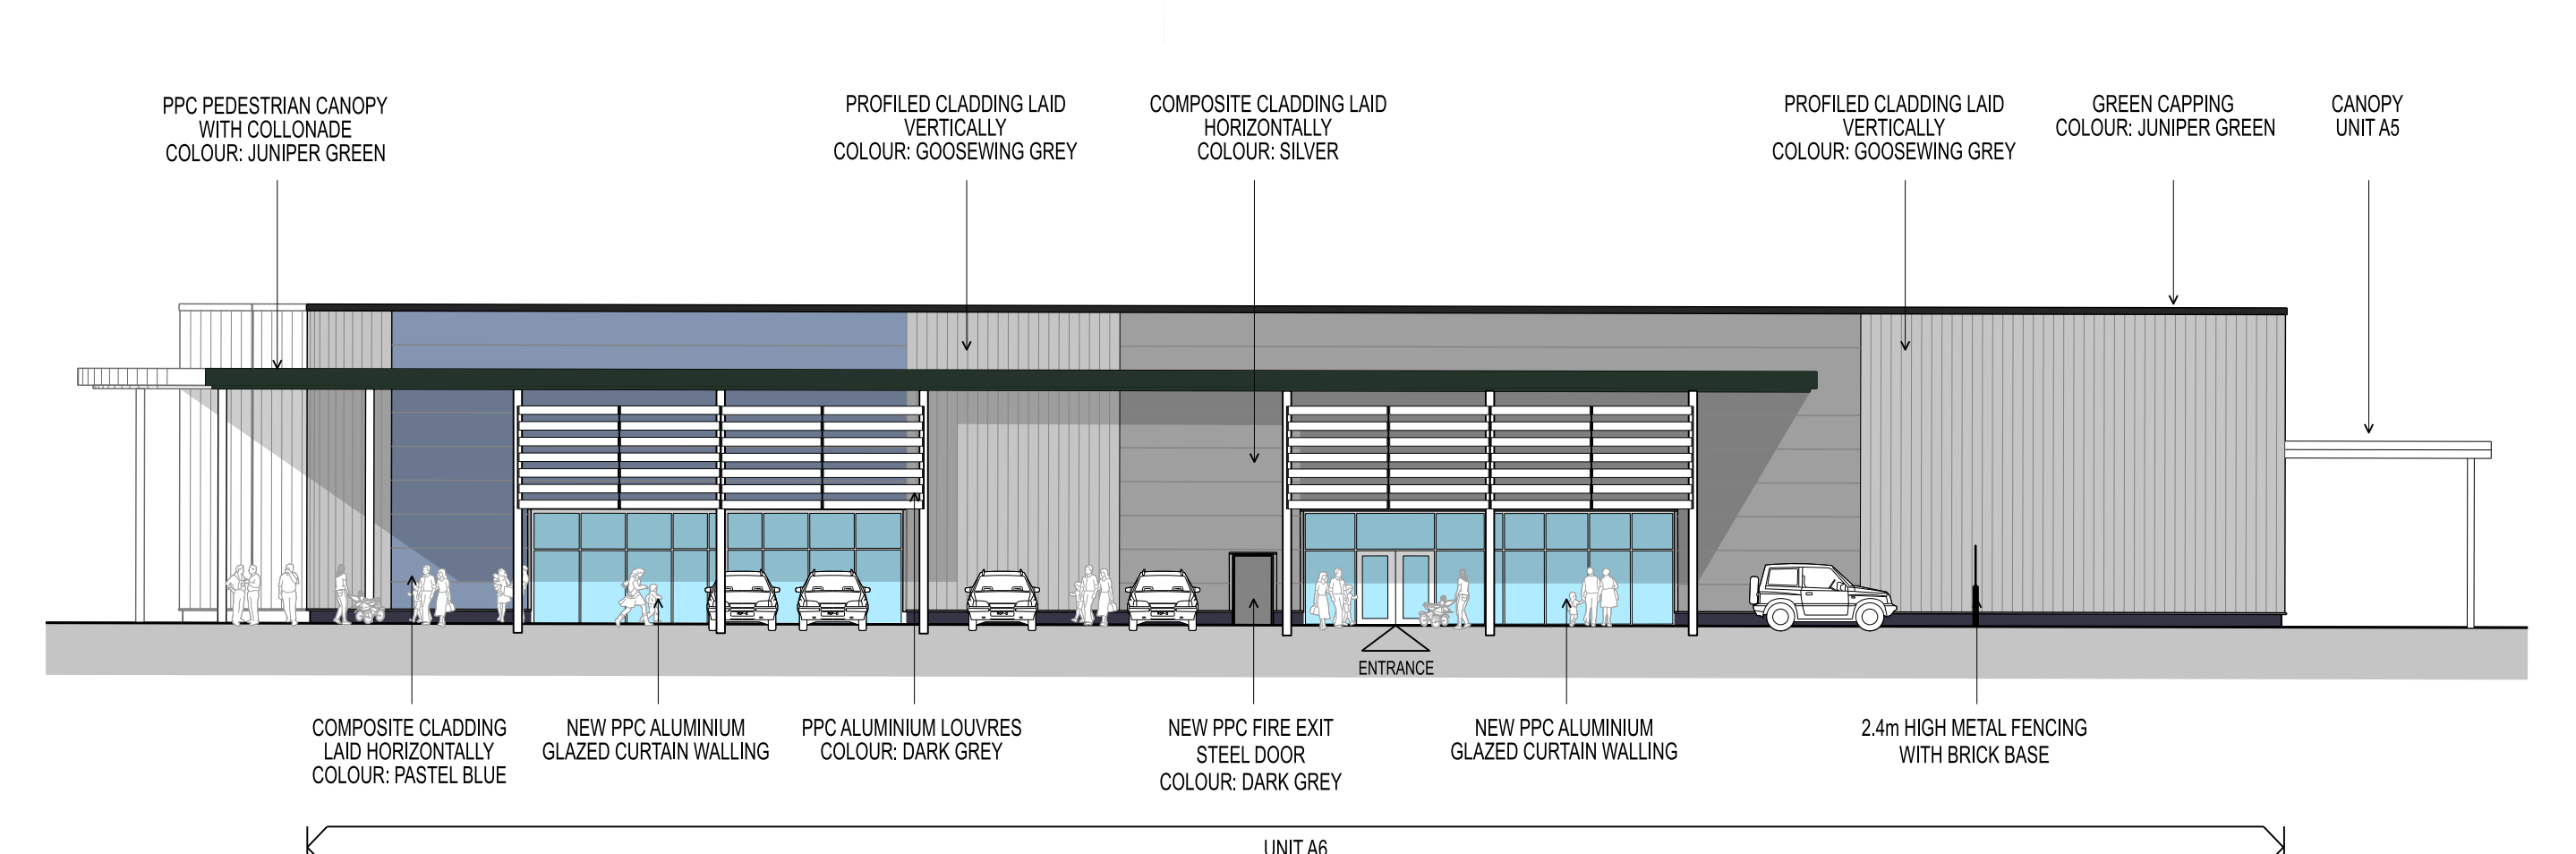 PPC PEDESTRIAN CANOPY
WITH COLLONADE
COLOUR: JUNIPER GREEN
PROFILED CLADDING LAID
VERTICALLY
COLOUR: GOOSEWING GREY
COMPOSITE CLADDING LAID
HORIZONTALLY
COLOUR: SILVER
PROFILED CLADDING LAID
VERTICALLY
COLOUR: GOOSEWING GREY
GREEN CAPPING
COLOUR: JUNIPER GREEN
CANOPY
UNIT A5
ENTRANCE
COMPOSITE CLADDING
LAID HORIZONTALLY
COLOUR: PASTEL BLUE
NEW PPC ALUMINIUM
GLAZED CURTAIN WALLING
PPC ALUMINIUM LOUVRES
COLOUR: DARK GREY
NEW PPC FIRE EXIT
STEEL DOOR
COLOUR: DARK GREY
NEW PPC ALUMINIUM
GLAZED CURTAIN WALLING
2.4m HIGH METAL FENCING
WITH BRICK BASE
UNIT A6